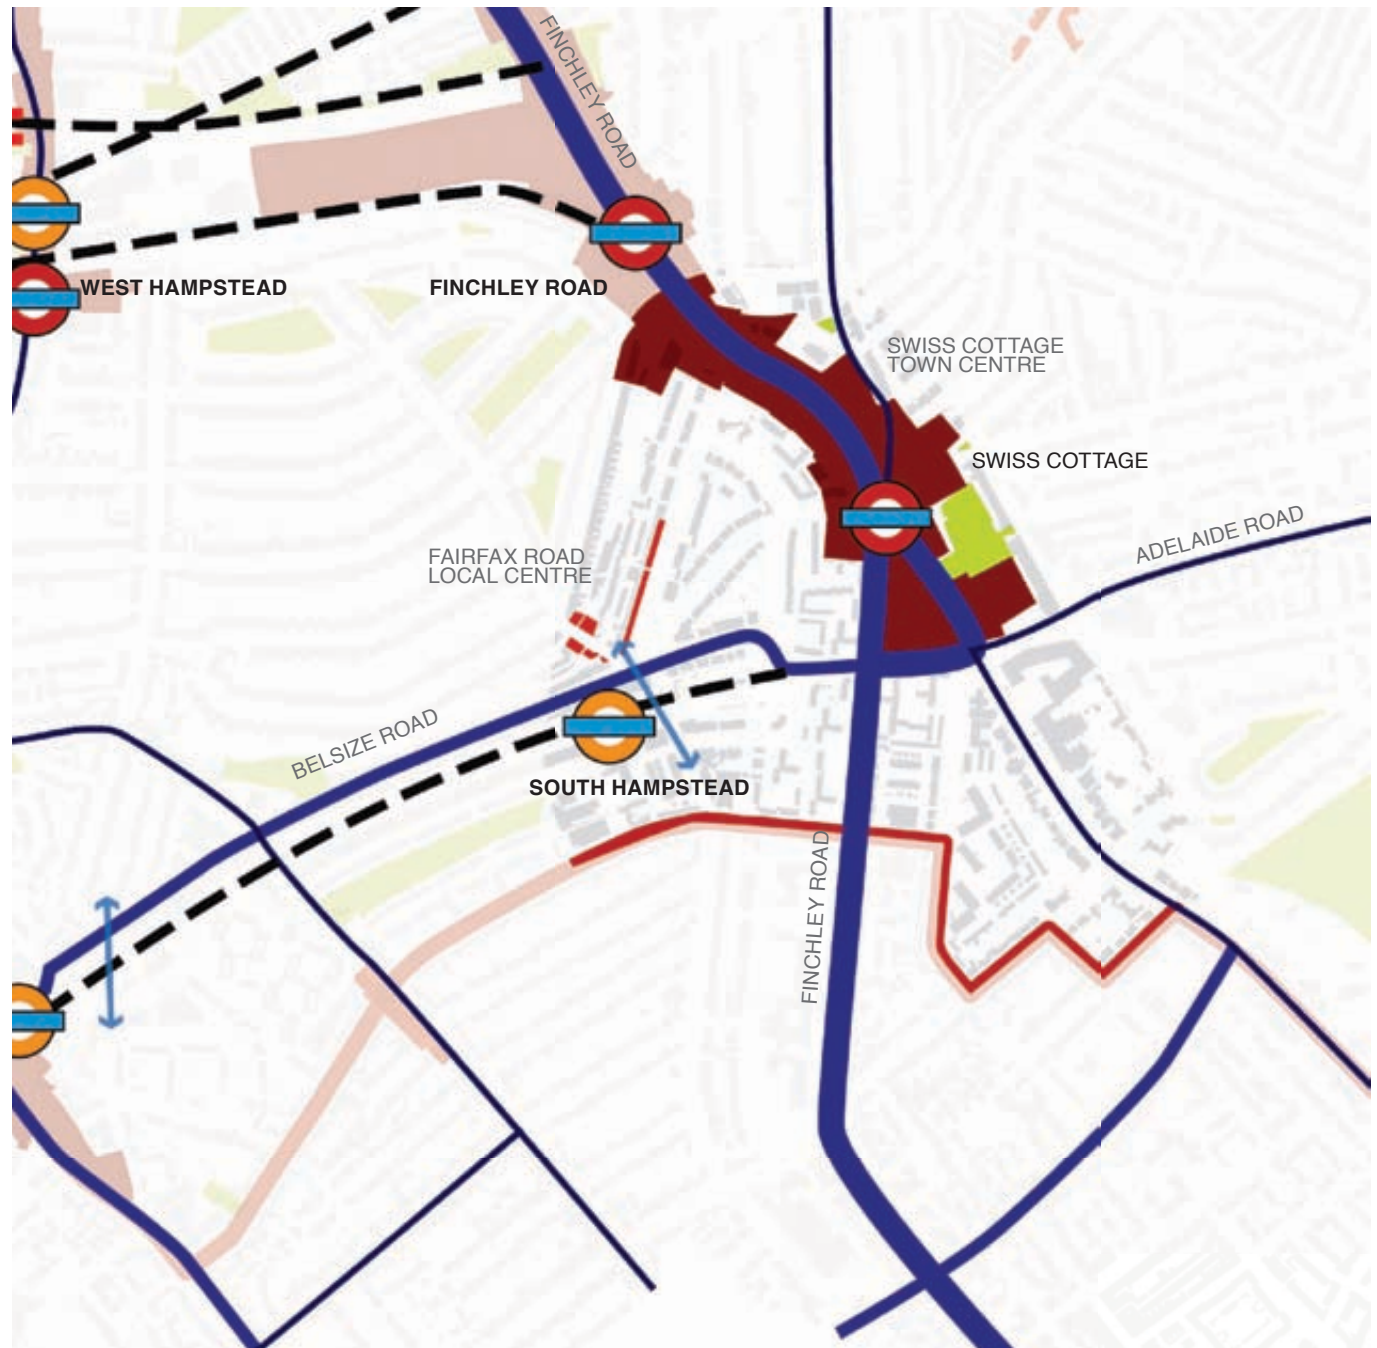 FINCHLEY ROAD
WEST HAMPSTEAD
FINCHLEY ROAD
SWISS COTTAGE
TOWN CENTRE
SWISS COTTAGE
ADELAIDE ROAD
FAIRFAX ROAD
LOCAL CENTRE
BELSIZE ROAD
SOUTH HAMPSTEAD
FINCHLEY ROAD